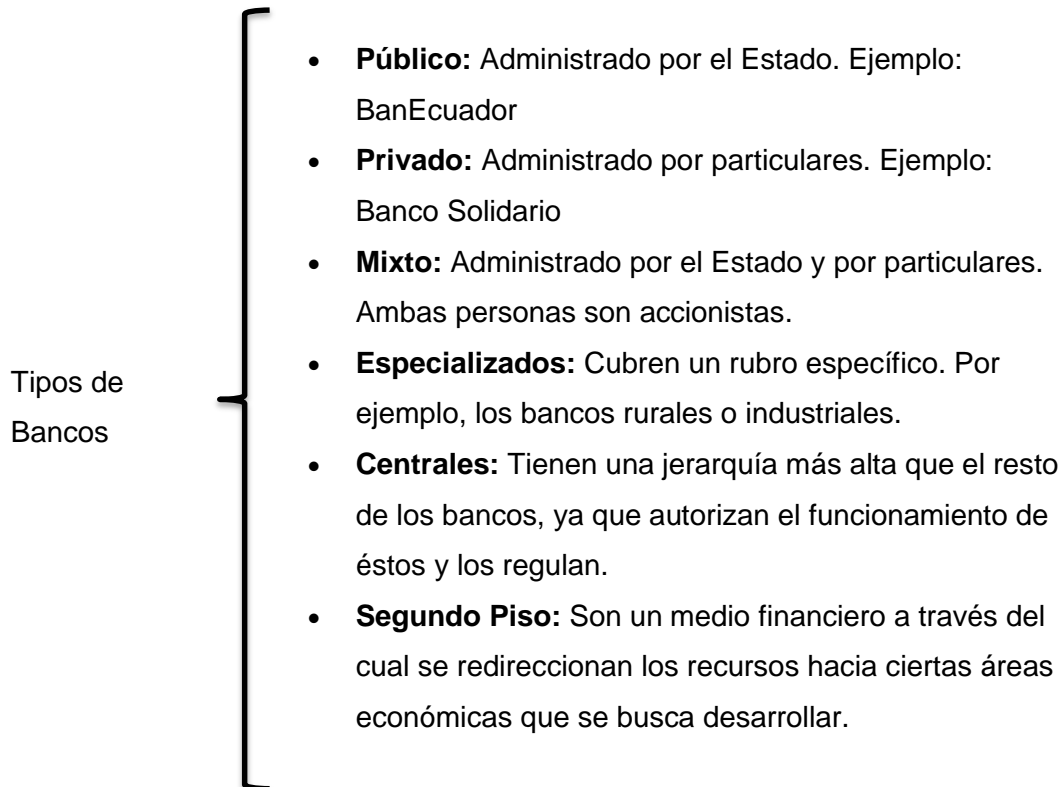 Tipos de
Bancos
• Público: Administrado por el Estado. Ejemplo:
BanEcuador
• Privado: Administrado por particulares. Ejemplo:
Banco Solidario
• Mixto: Administrado por el Estado y por particulares.
Ambas personas son accionistas.
• Especializados: Cubren un rubro específico. Por
ejemplo, los bancos rurales o industriales.
• Centrales: Tienen una jerarquía más alta que el resto
de los bancos, ya que autorizan el funcionamiento de
éstos y los regulan.
• Segundo Piso: Son un medio financiero a través del
cual se redireccionan los recursos hacia ciertas áreas
económicas que se busca desarrollar.